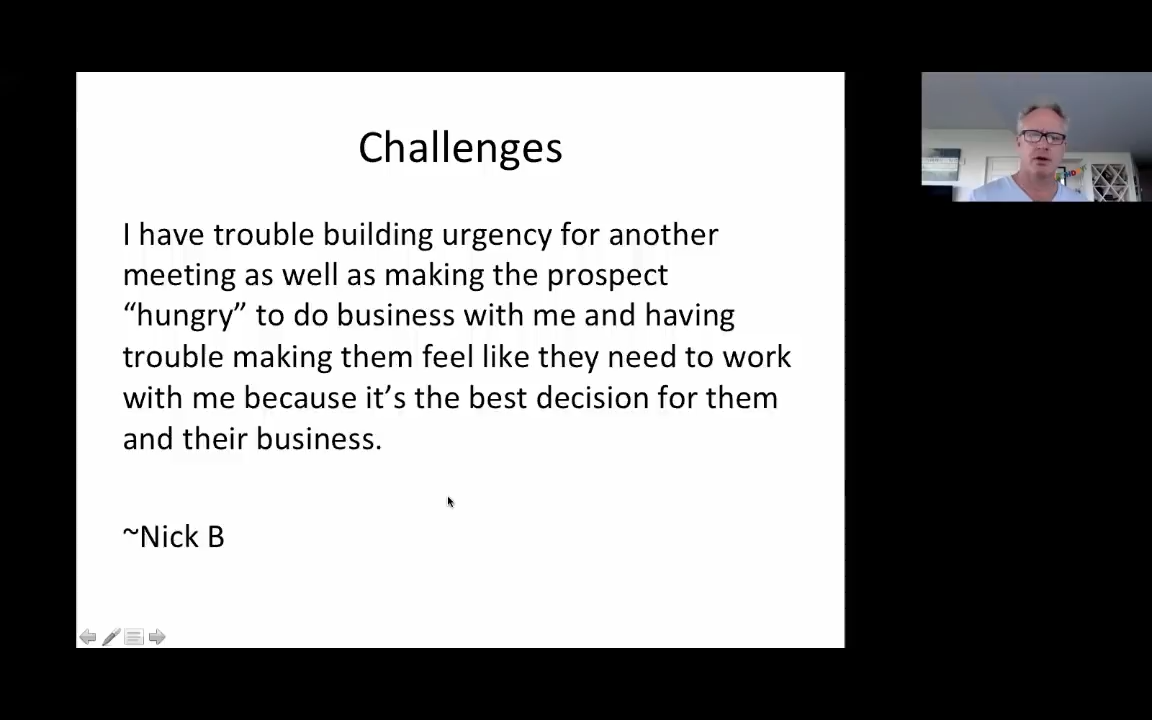 Challenges
I have trouble building urgency for another
meeting as well as making the prospect
“hungry” to do business with me and having
trouble making them feel like they need to work
with me because it’s the best decision for them
and their business.
~Nick B